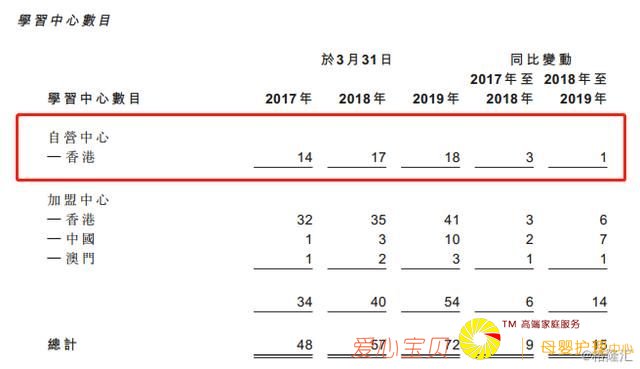 學習中心數目
於3月31日 同比變動
2017年至 2018年至
學習中心數目 2017年 2018年 2019年 2018年 2019年
自營中心
—香港 14 17 18 3 1
加盟中心
—香港 32 35 41 3 6
—中國 1 3 10 2 7
—澳門 1 2 3 1 1
34 40 54 6 14
總計 48 57 72 9 15
爱心宝贝 TM 高端家庭服务
母婴护理中心
@格隆汇